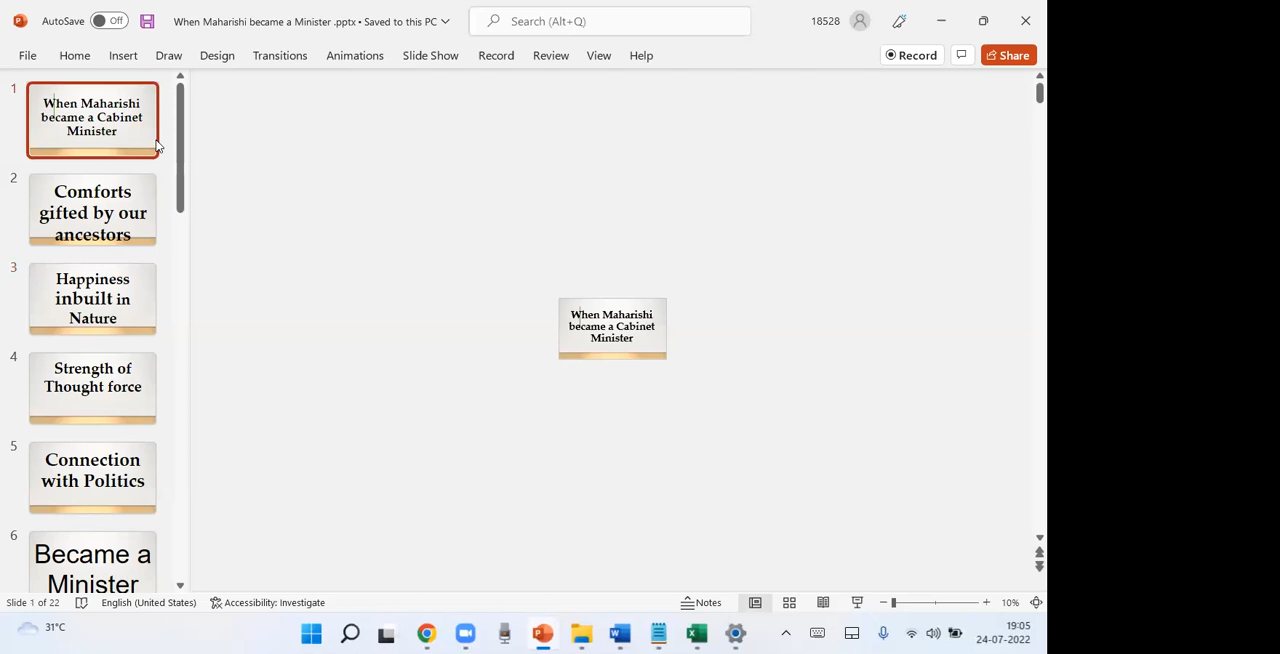 AutoSave Off When Maharishi became a Minister .pptx • Saved to this PC Search (Alt+Q) 18528
File Home Insert Draw Design Transitions Animations Slide Show Record Review View Help Record Share
1
When Maharishi
became a Cabinet
Minister
2
Comforts
gifted by our
ancestors
3
Happiness
inbuilt in
Nature
4
Strength of
Thought force
5
Connection
with Politics
6
Became a
Minister
When Maharishi
became a Cabinet
Minister
Slide 1 of 22 English (United States) Accessibility: Investigate Notes 10%
31°C
19:05
24-07-2022